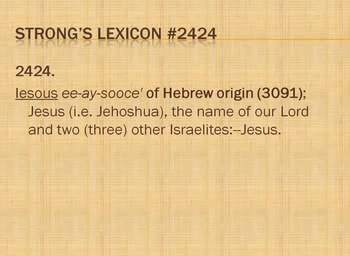 STRONG'S LEXICON #2424
2424.
Iesous ee-ay-sooce' of Hebrew origin (3091);
Jesus (i.e. Jehoshua), the name of our Lord
and two (three) other Israelites:--Jesus.